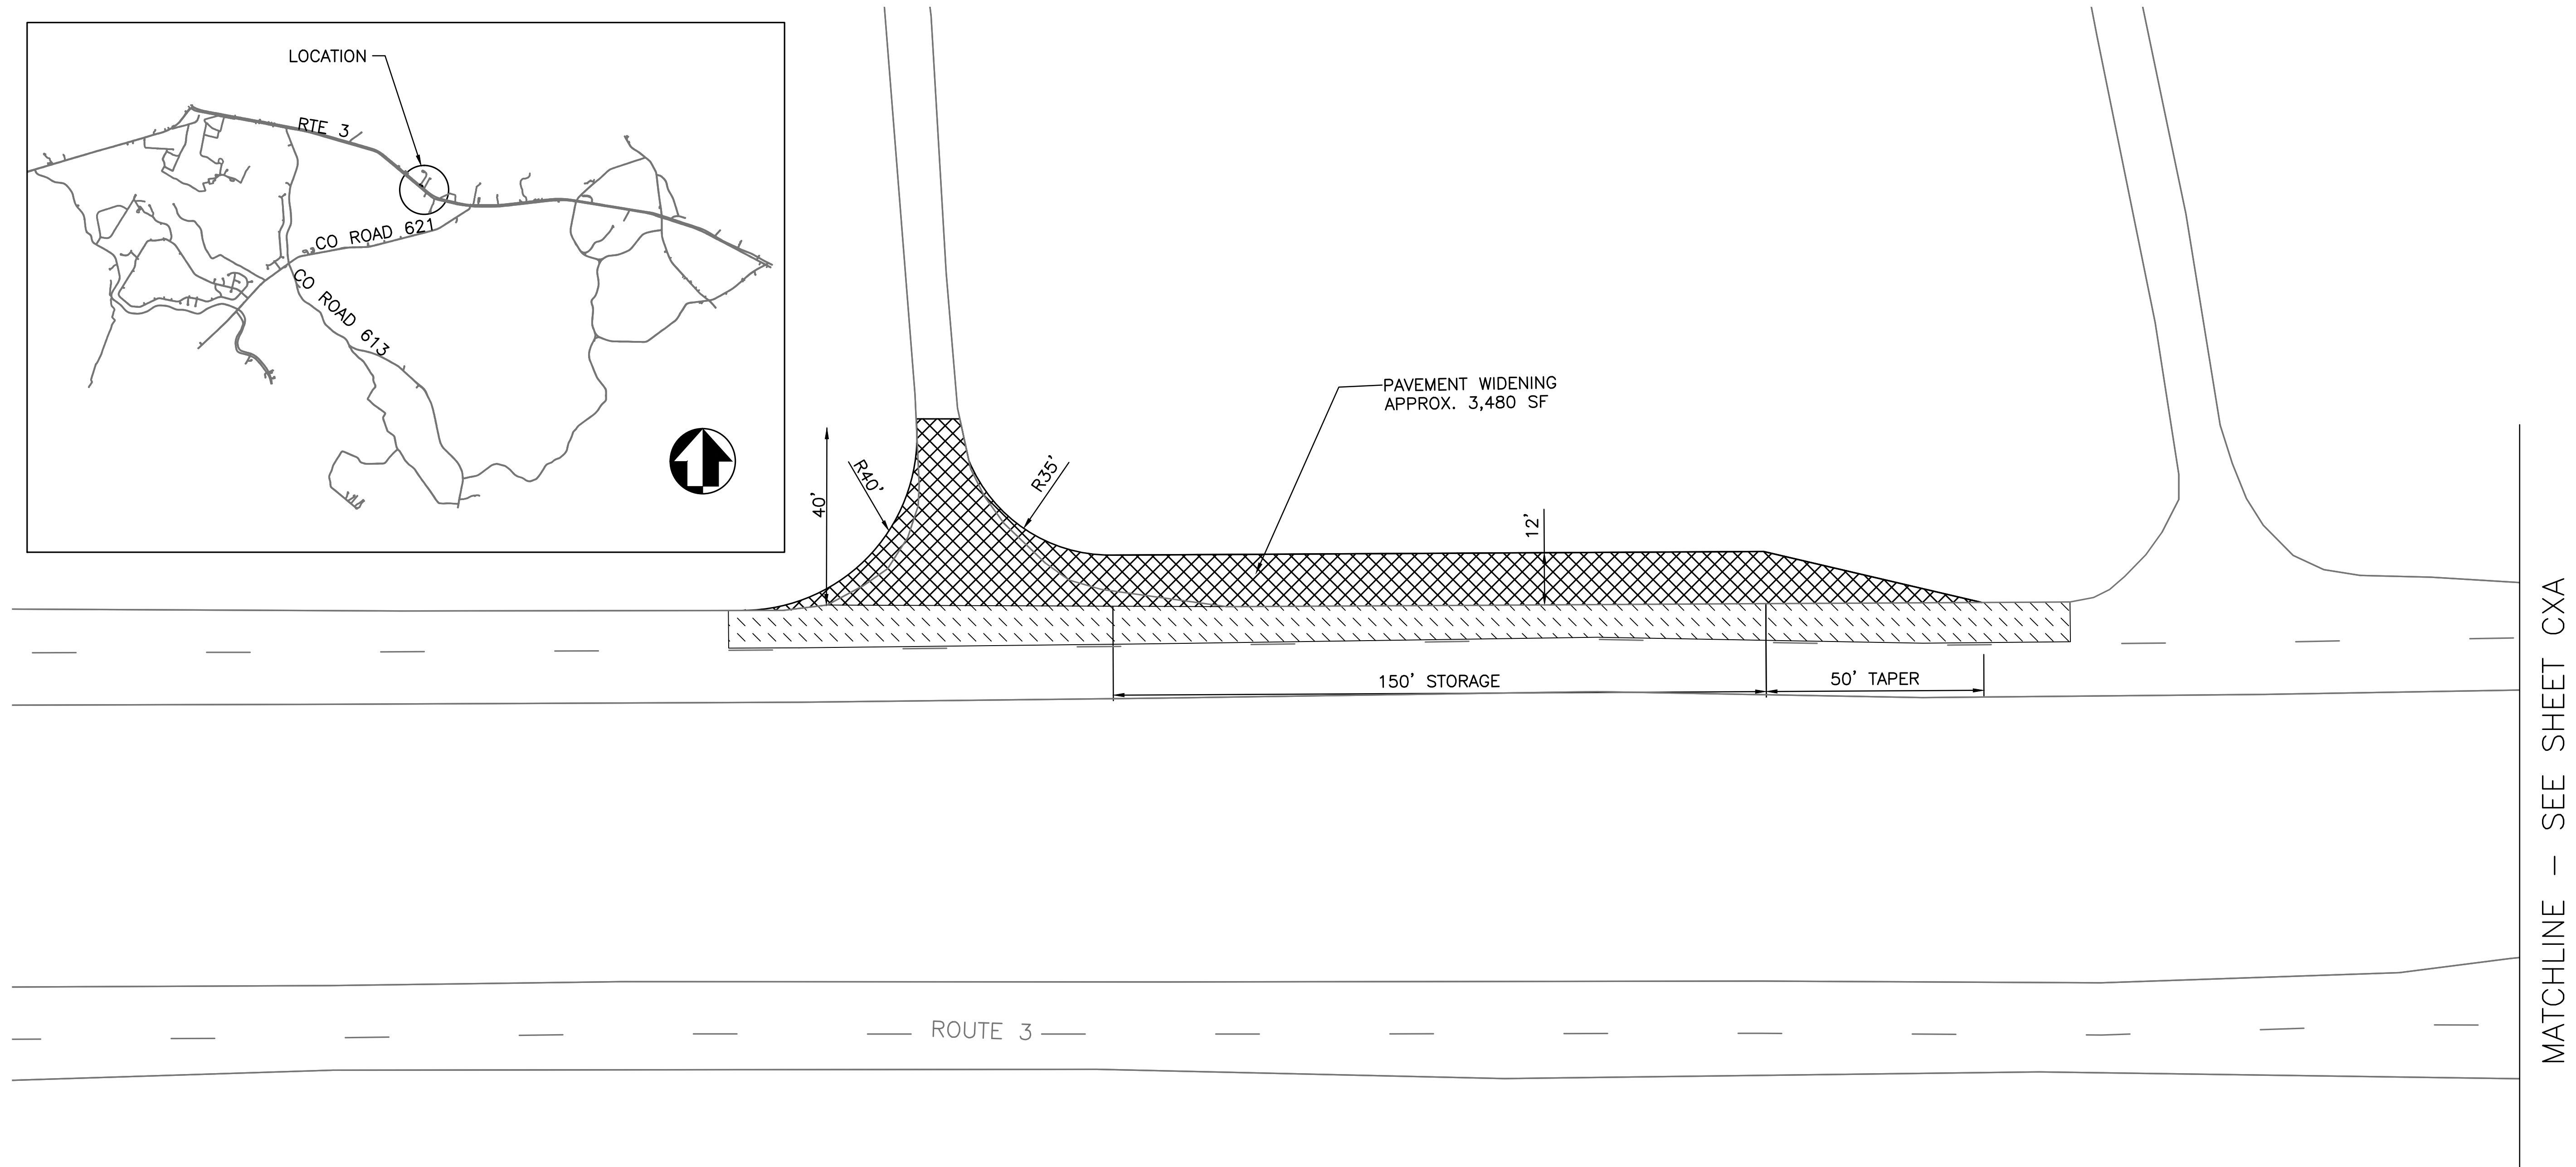 LOCATION
RTE 3
CO ROAD 621
CO ROAD 613
PAVEMENT WIDENING
APPROX. 3,480 SF
40'
R40'
R35'
12'
150' STORAGE
50' TAPER
ROUTE 3
MATCHLINE - SEE SHEET CXA